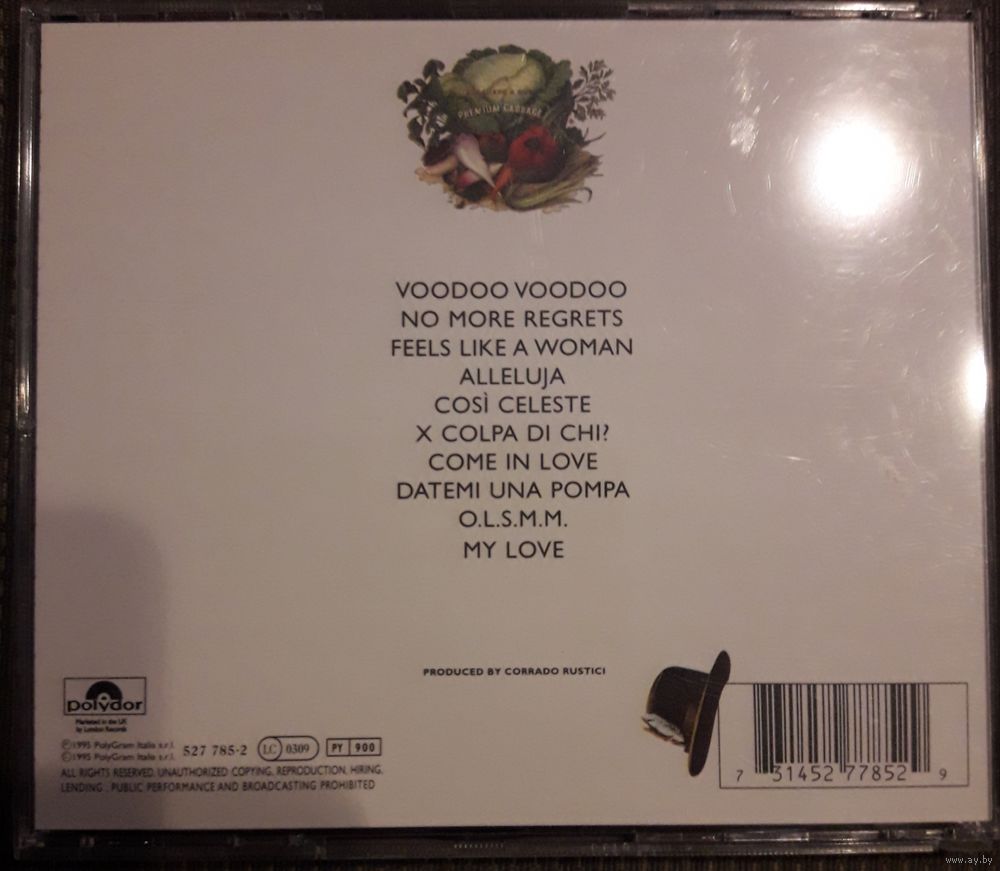 PREMIUM CABBAGE
VOODOO VOODOO
NO MORE REGRETS
FEELS LIKE A WOMAN
ALLELUJA
COSÌ CELESTE
X COLPA DI CHI?
COME IN LOVE
DATEMI UNA POMPA
O.L.S.M.M.
MY LOVE
PRODUCED BY CORRADO RUSTICI
polydor
Marketed in the UK
by London Records
Ⓟ1995 PolyGram Italia s.r.l.
©1995 PolyGram Italia s.r.l.
527 785-2
LC 0309
PY 900
ALL RIGHTS RESERVED. UNAUTHORIZED COPYING, REPRODUCTION, HIRING,
LENDING , PUBLIC PERFORMANCE AND BROADCASTING PROHIBITED
7 31452 77852 9
www.ay.by